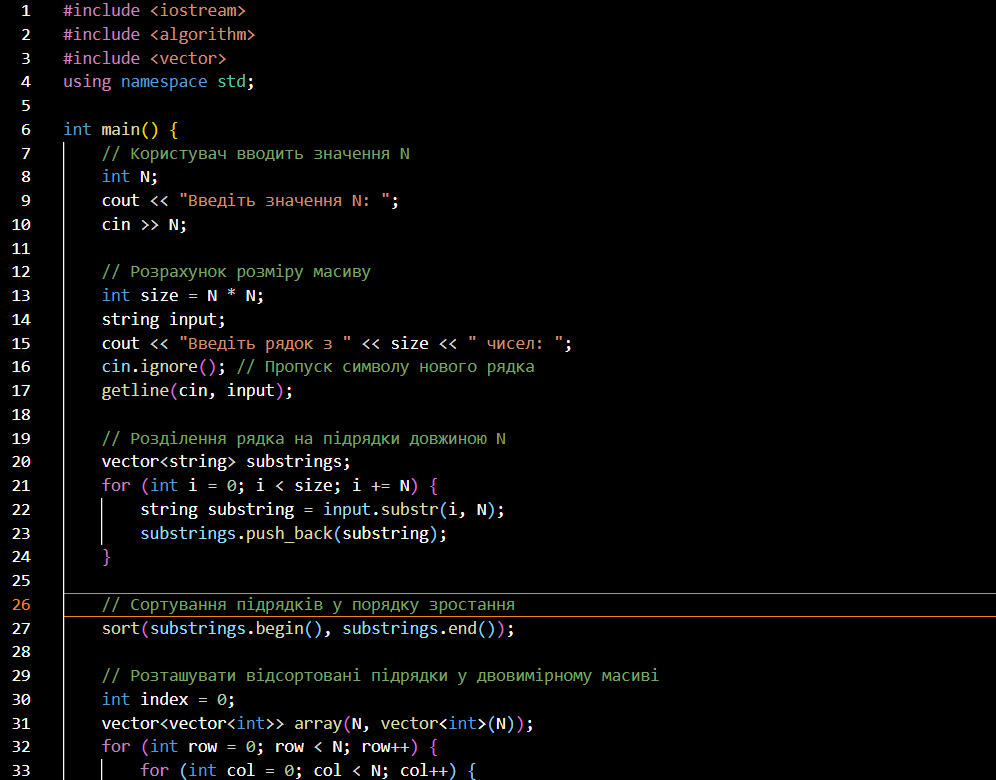 1 #include <iostream>
2 #include <algorithm>
3 #include <vector>
4 using namespace std;
5
6 int main() {
7 // Користувач вводить значення N
8 int N;
9 cout << "Введіть значення N: ";
10 cin >> N;
11
12 // Розрахунок розміру масиву
13 int size = N * N;
14 string input;
15 cout << "Введіть рядок з " << size << " чисел: ";
16 cin.ignore(); // Пропуск символу нового рядка
17 getline(cin, input);
18
19 // Розділення рядка на підрядки довжиною N
20 vector<string> substrings;
21 for (int i = 0; i < size; i += N) {
22 string substring = input.substr(i, N);
23 substrings.push_back(substring);
24 }
25
26 // Сортування підрядків у порядку зростання
27 sort(substrings.begin(), substrings.end());
28
29 // Розташувати відсортовані підрядки у двовимірному масиві
30 int index = 0;
31 vector<vector<int>> array(N, vector<int>(N));
32 for (int row = 0; row < N; row++) {
33 for (int col = 0; col < N; col++) {